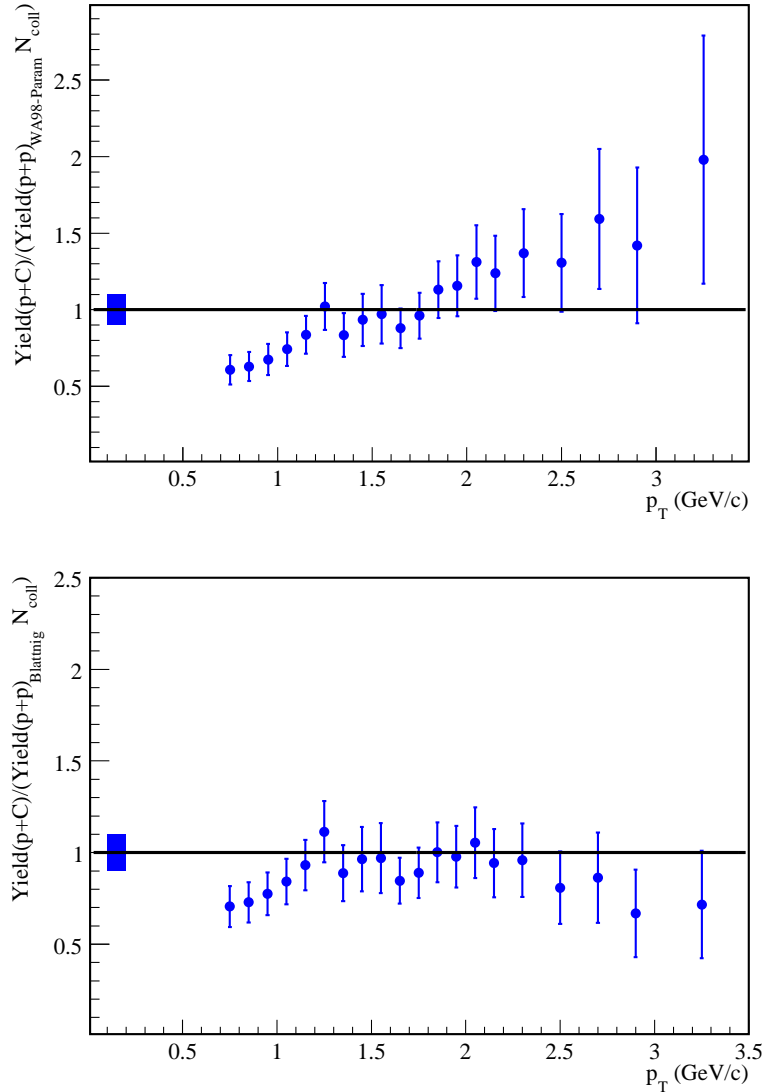 Yield(p+C)/(Yield(p+p)WA98-Param Ncoll)
2.5
2
1.5
1
0.5
0.5 1 1.5 2 2.5 3
pT (GeV/c)
Yield(p+C)/(Yield(p+p)Blattnig Ncoll)
2.5
2
1.5
1
0.5
0.5 1 1.5 2 2.5 3 3.5
pT (GeV/c)